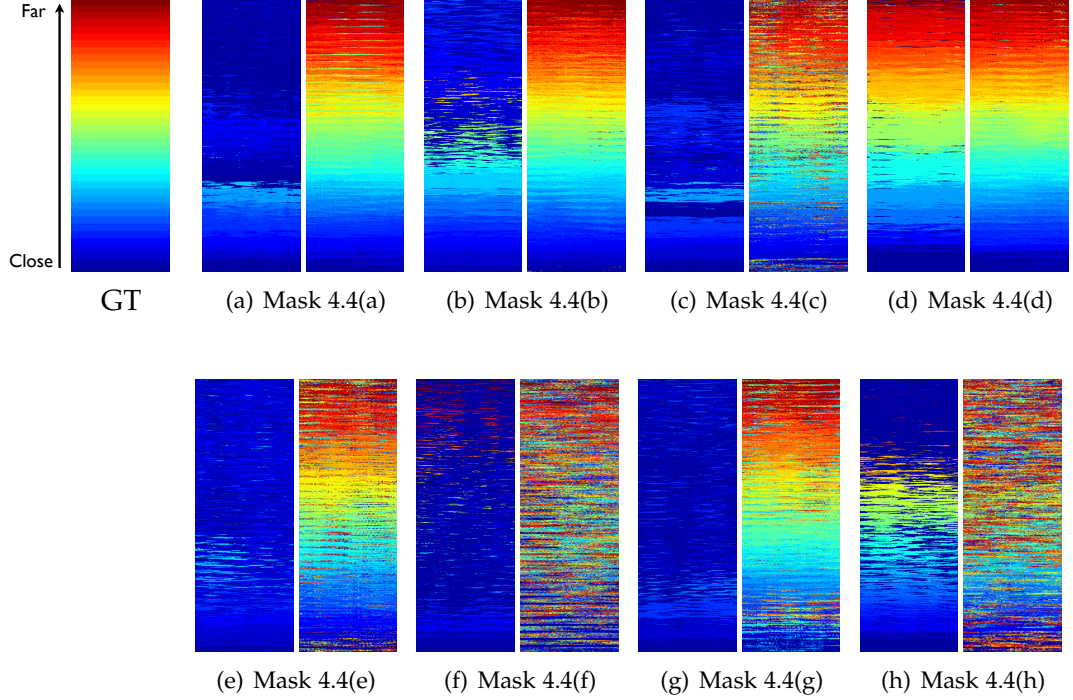 Far
Close
GT
(a) Mask 4.4(a)
(b) Mask 4.4(b)
(c) Mask 4.4(c)
(d) Mask 4.4(d)
(e) Mask 4.4(e)
(f) Mask 4.4(f)
(g) Mask 4.4(g)
(h) Mask 4.4(h)